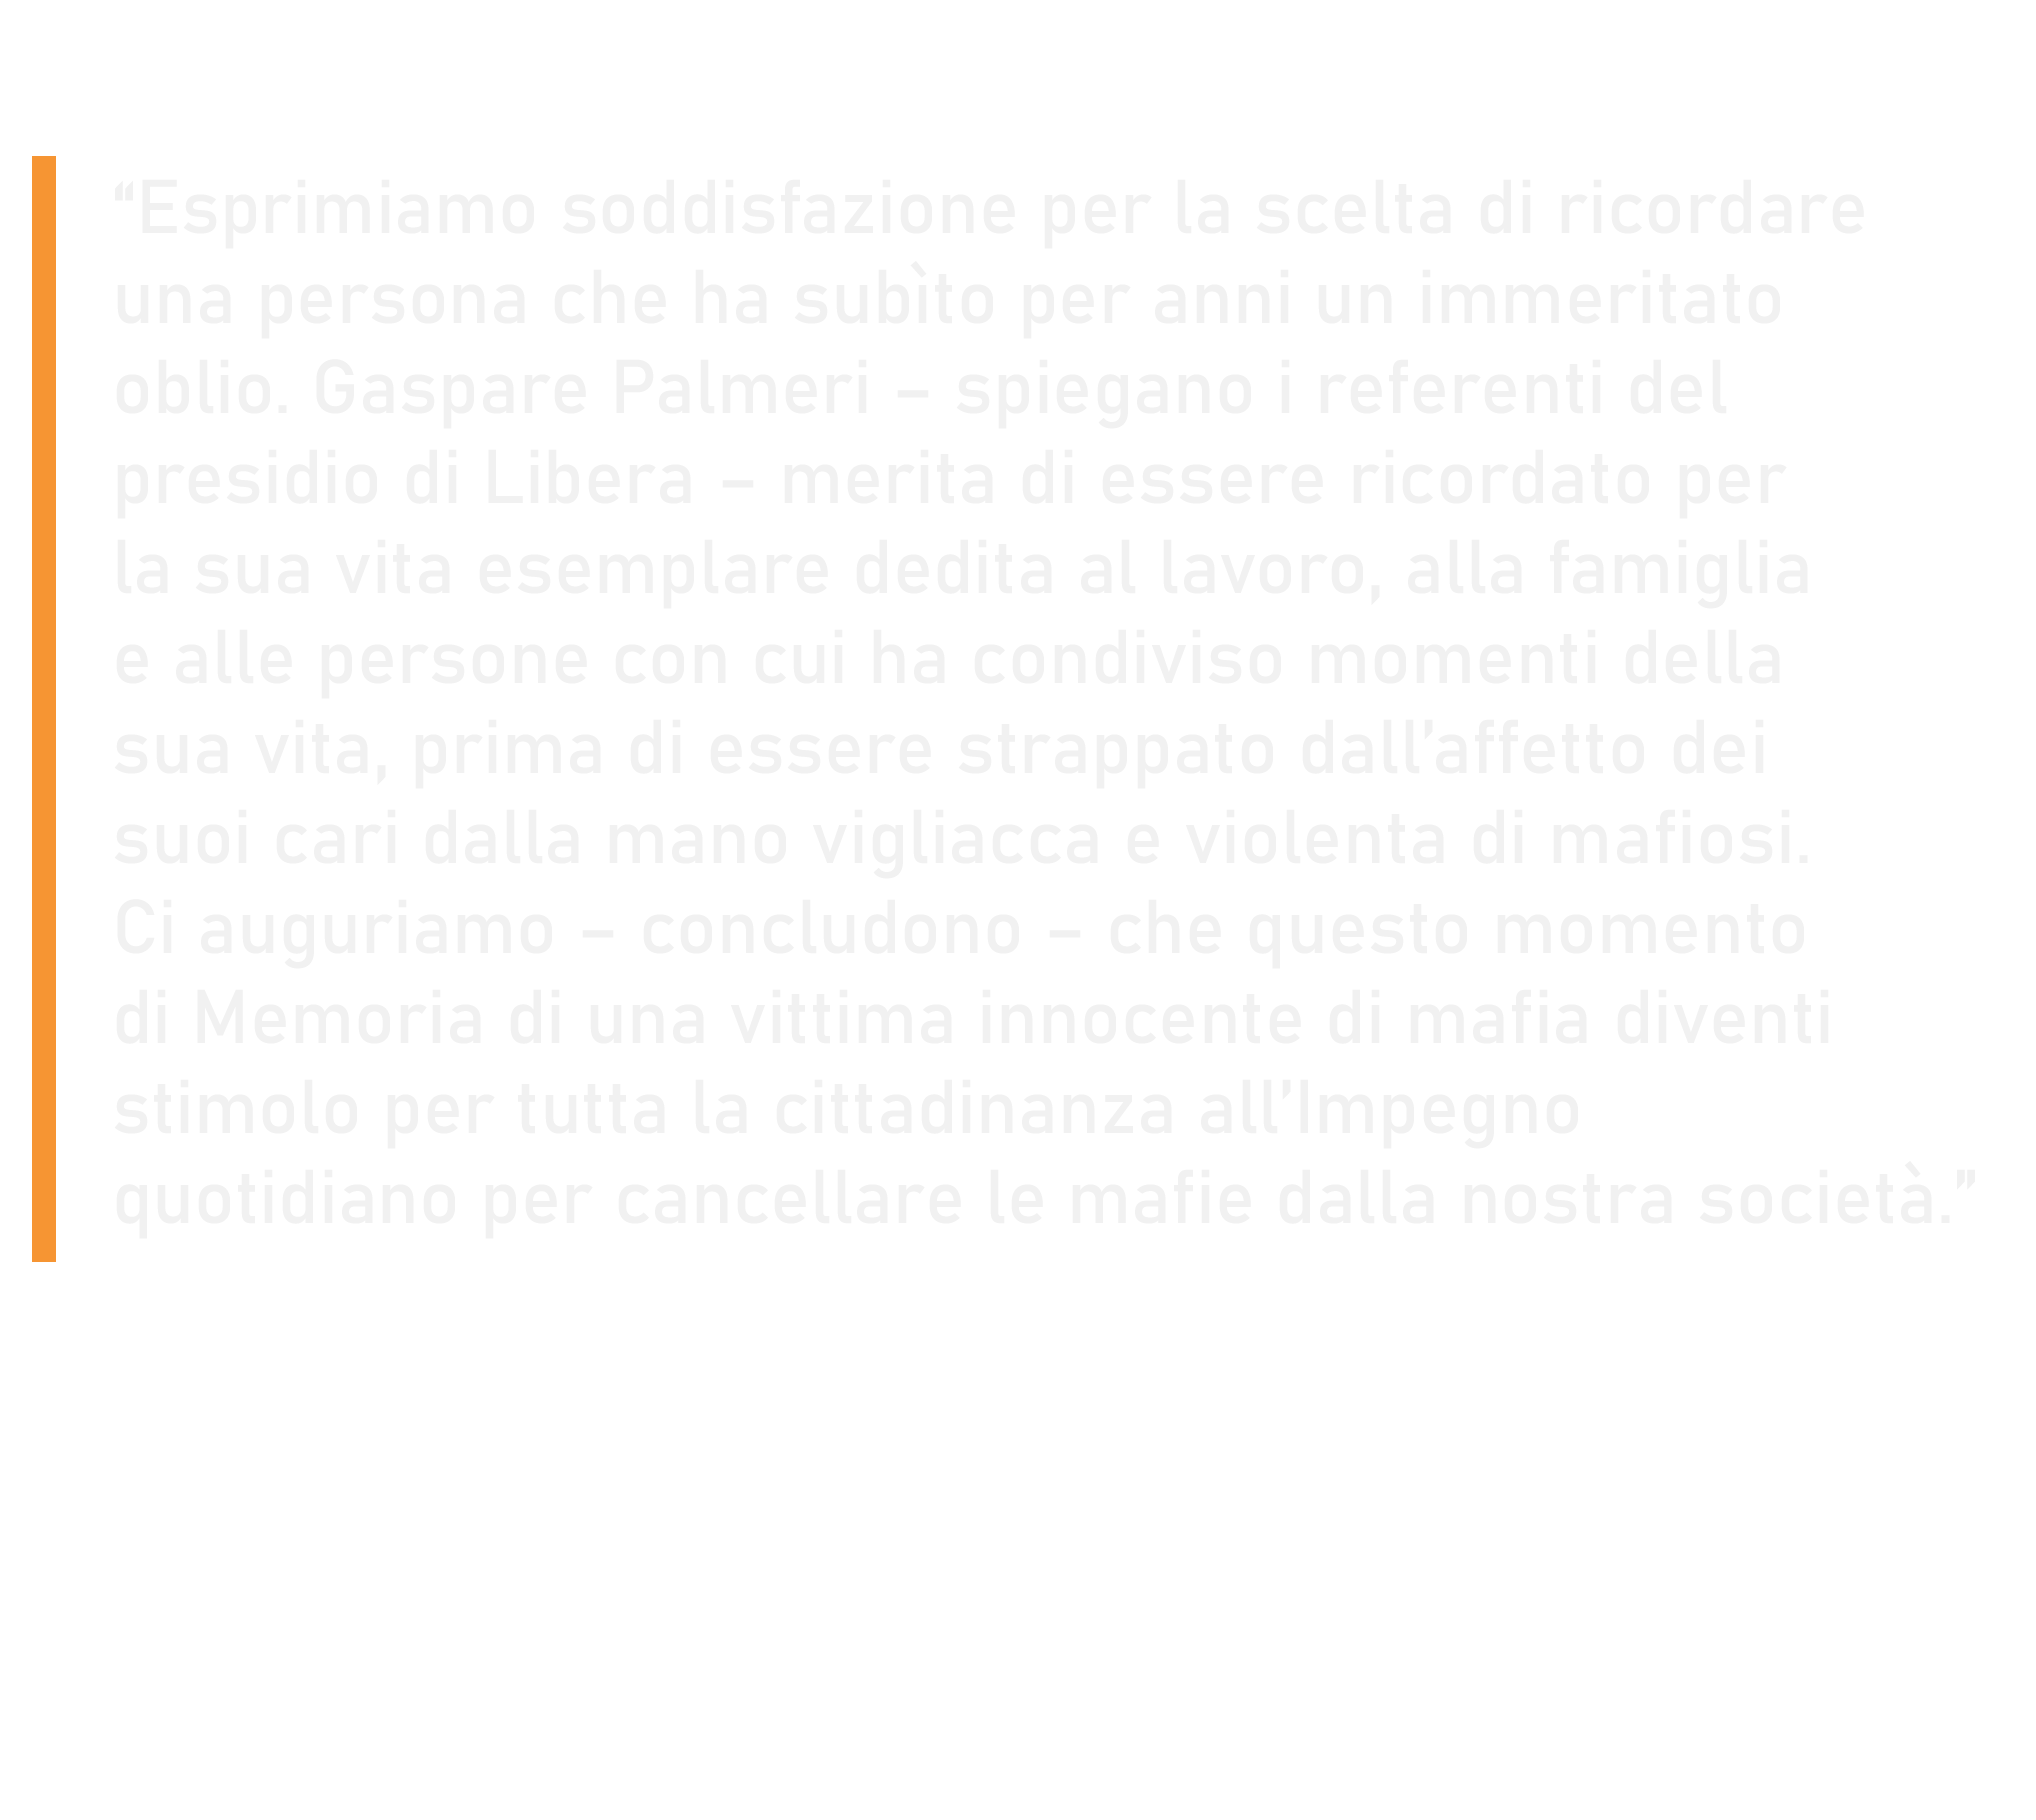 “Esprimiamo soddisfazione per la scelta di ricordare
una persona che ha subìto per anni un immeritato
oblio. Gaspare Palmeri – spiegano i referenti del
presidio di Libera – merita di essere ricordato per
la sua vita esemplare dedita al lavoro, alla famiglia
e alle persone con cui ha condiviso momenti della
sua vita, prima di essere strappato dall’affetto dei
suoi cari dalla mano vigliacca e violenta di mafiosi.
Ci auguriamo – concludono – che questo momento
di Memoria di una vittima innocente di mafia diventi
stimolo per tutta la cittadinanza all’Impegno
quotidiano per cancellare le mafie dalla nostra società.”